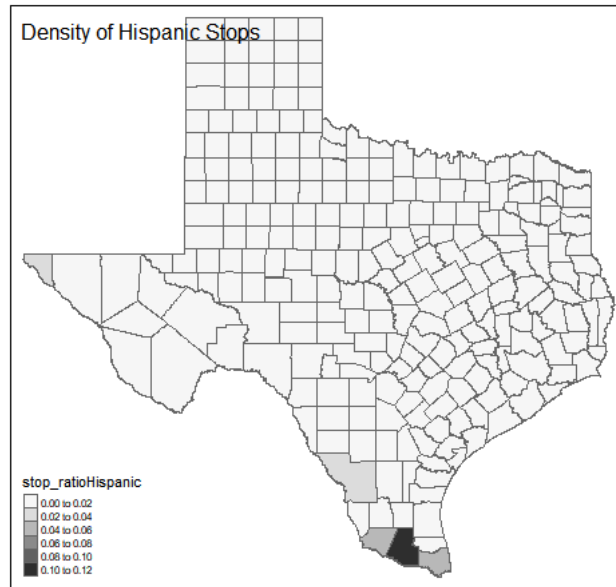 Density of Hispanic Stops
stop_ratioHispanic
0.00 to 0.02
0.02 to 0.04
0.04 to 0.06
0.06 to 0.08
0.08 to 0.10
0.10 to 0.12